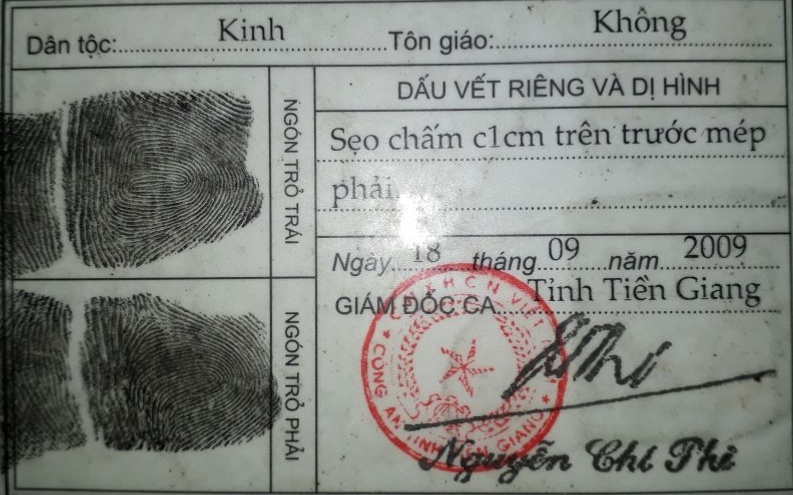 Dân tộc: Kinh Tôn giáo: Không
NGÓN TRỎ TRÁI
NGÓN TRỎ PHẢI
DẤU VẾT RIÊNG VÀ DỊ HÌNH
Sẹo chấm c1cm trên trước mép
phải
Ngày 18 tháng 09 năm 2009
GIÁM ĐỐC CA Tỉnh Tiền Giang
CÔNG AN TỈNH TIỀN GIANG
Nguyễn Chí Phi